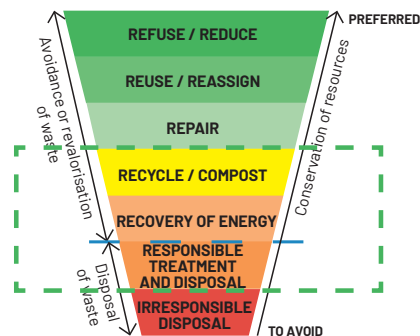 PREFERRED
REFUSE / REDUCE
REUSE / REASSIGN
REPAIR
RECYCLE / COMPOST
RECOVERY OF ENERGY
RESPONSIBLE
TREATMENT
AND DISPOSAL
IRRESPONSIBLE
DISPOSAL
TO AVOID
Avoidance or revalorisation
of waste
Disposal
of waste
Conservation of resources